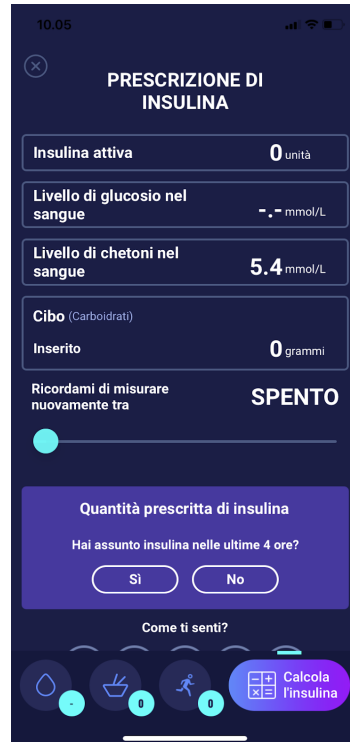 10.05
PRESCRIZIONE DI
INSULINA
Insulina attiva 0 unità
Livello di glucosio nel
sangue -.- mmol/L
Livello di chetoni nel
sangue 5.4 mmol/L
Cibo (Carboidrati)
Inserito 0 grammi
Ricordami di misurare
nuovamente tra SPENTO
Quantità prescritta di insulina
Hai assunto insulina nelle ultime 4 ore?
Sì No
Come ti senti?
- 0 0
Calcola
l'insulina